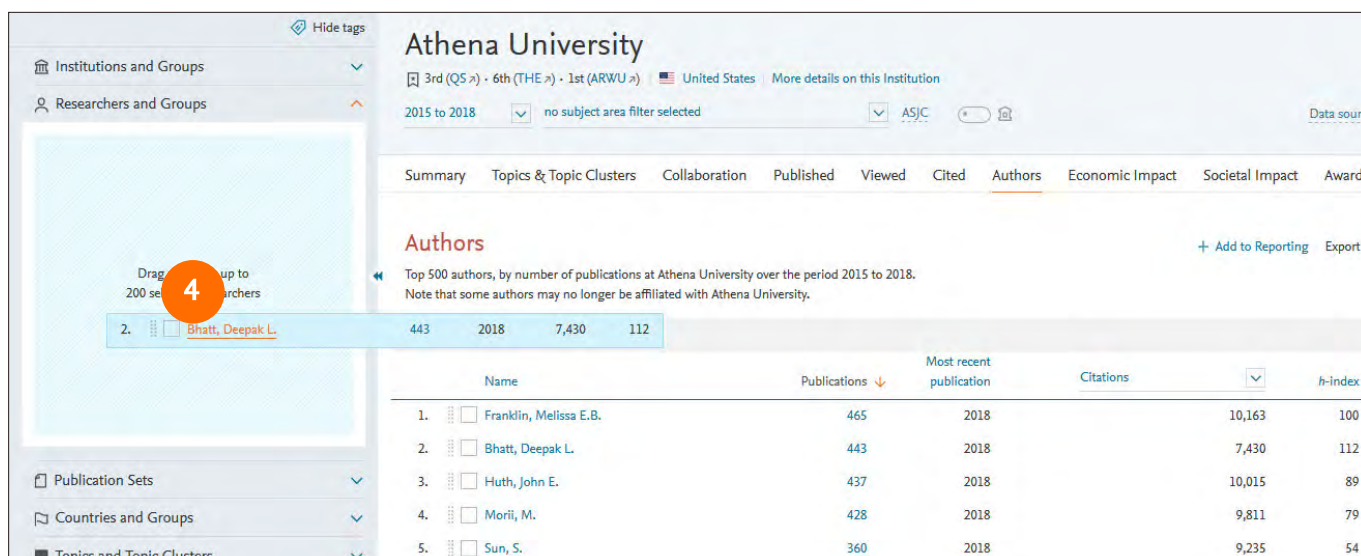 Hide tags
Institutions and Groups
Researchers and Groups
Drag up to
200 se archers
4
2. Bhatt, Deepak L. 443 2018 7,430 112
Publication Sets
Countries and Groups
Topics and Topic Clusters
Athena University
3rd (QS ↗) · 6th (THE ↗) · 1st (ARWU ↗) United States More details on this Institution
2015 to 2018 no subject area filter selected ASJC Data sour
Summary Topics & Topic Clusters Collaboration Published Viewed Cited Authors Economic Impact Societal Impact Award
Authors
+ Add to Reporting Export
Top 500 authors, by number of publications at Athena University over the period 2015 to 2018.
Note that some authors may no longer be affiliated with Athena University.
Name Publications ↓ Most recent publication Citations h-index
1. Franklin, Melissa E.B. 465 2018 10,163 100
2. Bhatt, Deepak L. 443 2018 7,430 112
3. Huth, John E. 437 2018 10,015 89
4. Morii, M. 428 2018 9,811 79
5. Sun, S. 360 2018 9,235 54